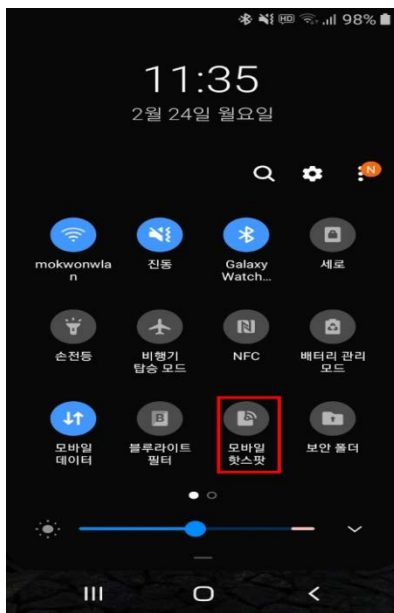 HD 98%
11:35
2월 24일 월요일
N
mokwonwla
n
진동
Galaxy
Watch...
세로
손전등
비행기
탑승 모드
NFC
배터리 관리
모드
모바일
데이터
B
블루라이트
필터
모바일
핫스팟
보안 폴더